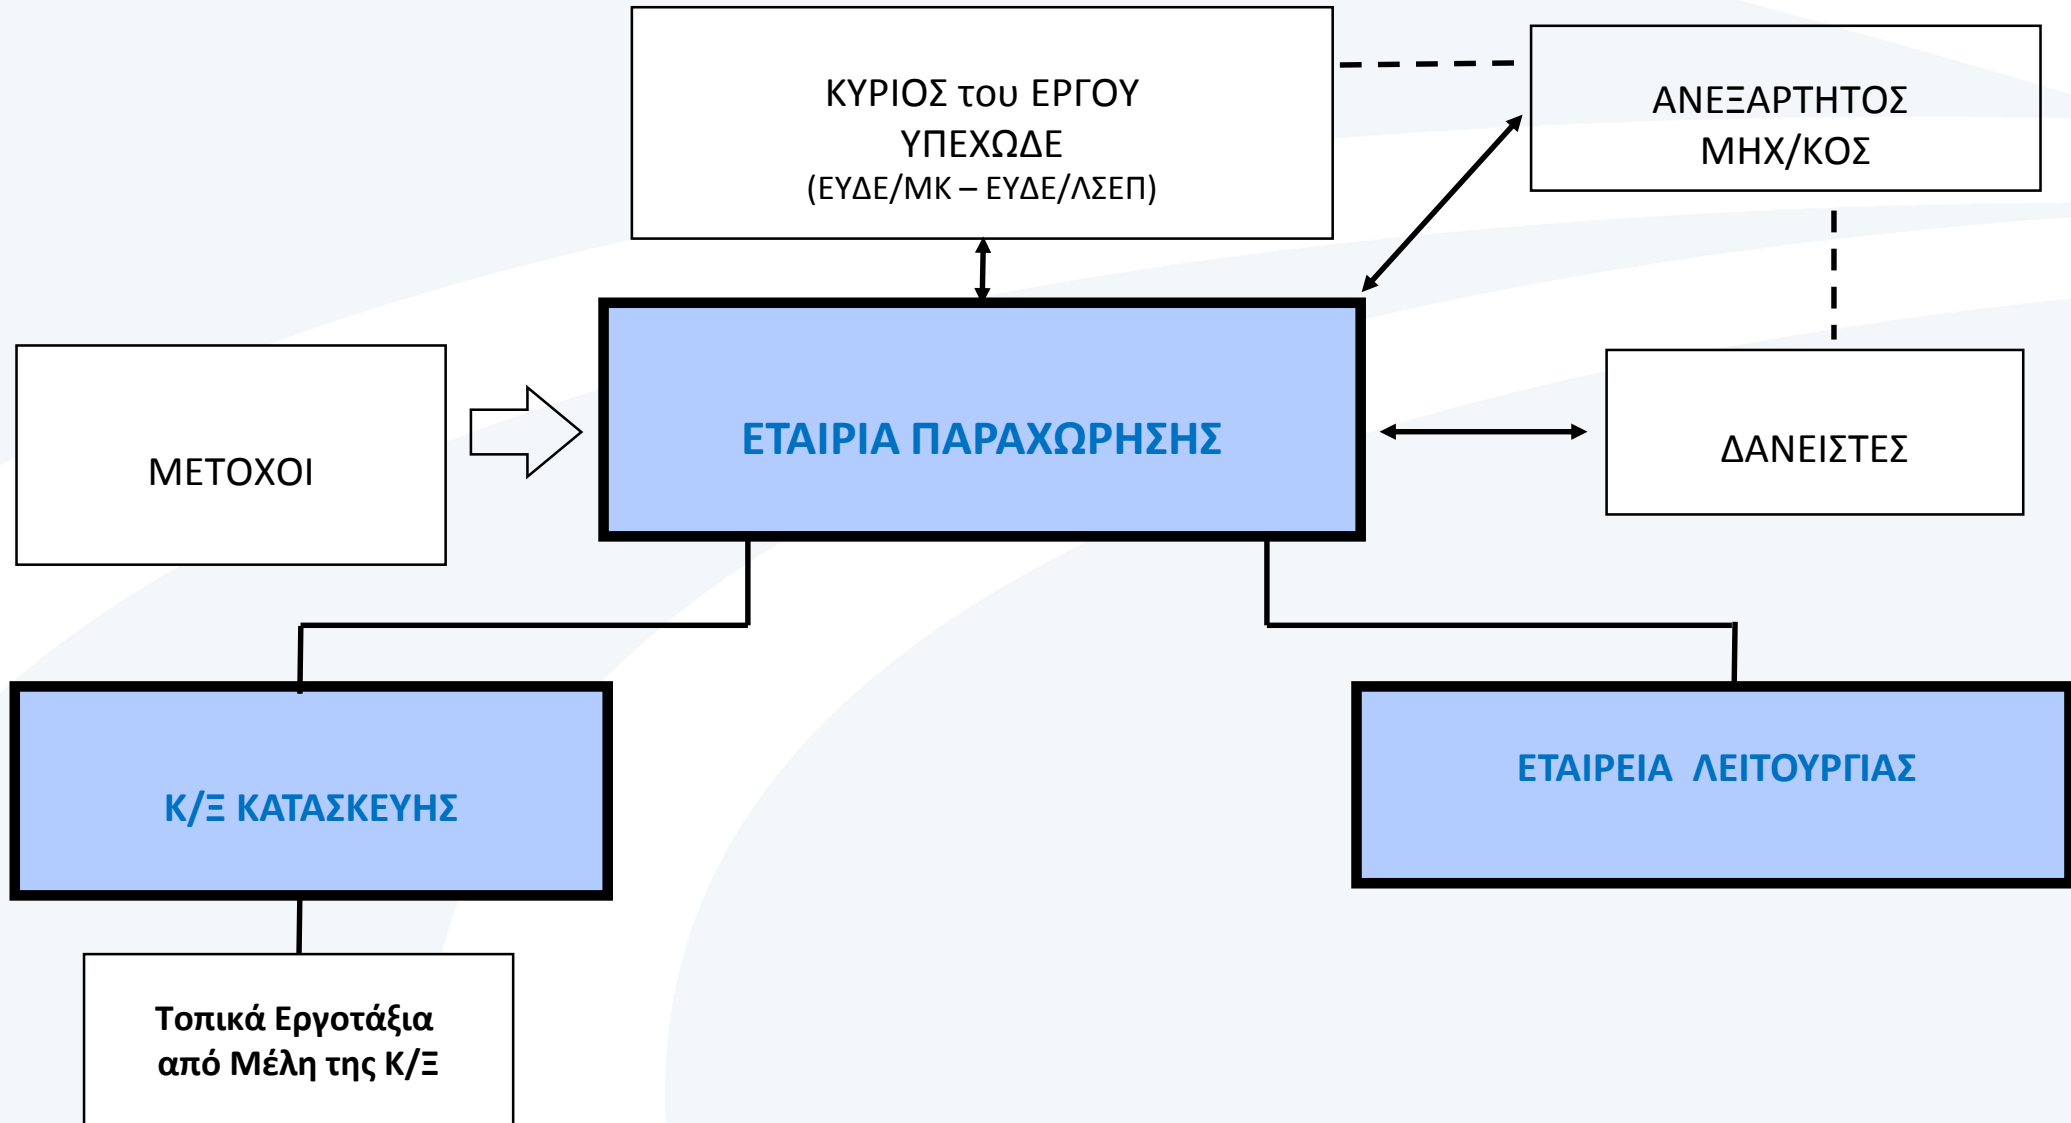 ΚΥΡΙΟΣ του ΕΡΓΟΥ
ΥΠΕΧΩΔΕ
(ΕΥΔΕ/ΜΚ – ΕΥΔΕ/ΛΣΕΠ)
ΑΝΕΞΑΡΤΗΤΟΣ
ΜΗΧ/ΚΟΣ
ΜΕΤΟΧΟΙ
ΕΤΑΙΡΙΑ ΠΑΡΑΧΩΡΗΣΗΣ
ΔΑΝΕΙΣΤΕΣ
Κ/Ξ ΚΑΤΑΣΚΕΥΗΣ
ΕΤΑΙΡΕΙΑ ΛΕΙΤΟΥΡΓΙΑΣ
Τοπικά Εργοτάξια
από Μέλη της Κ/Ξ